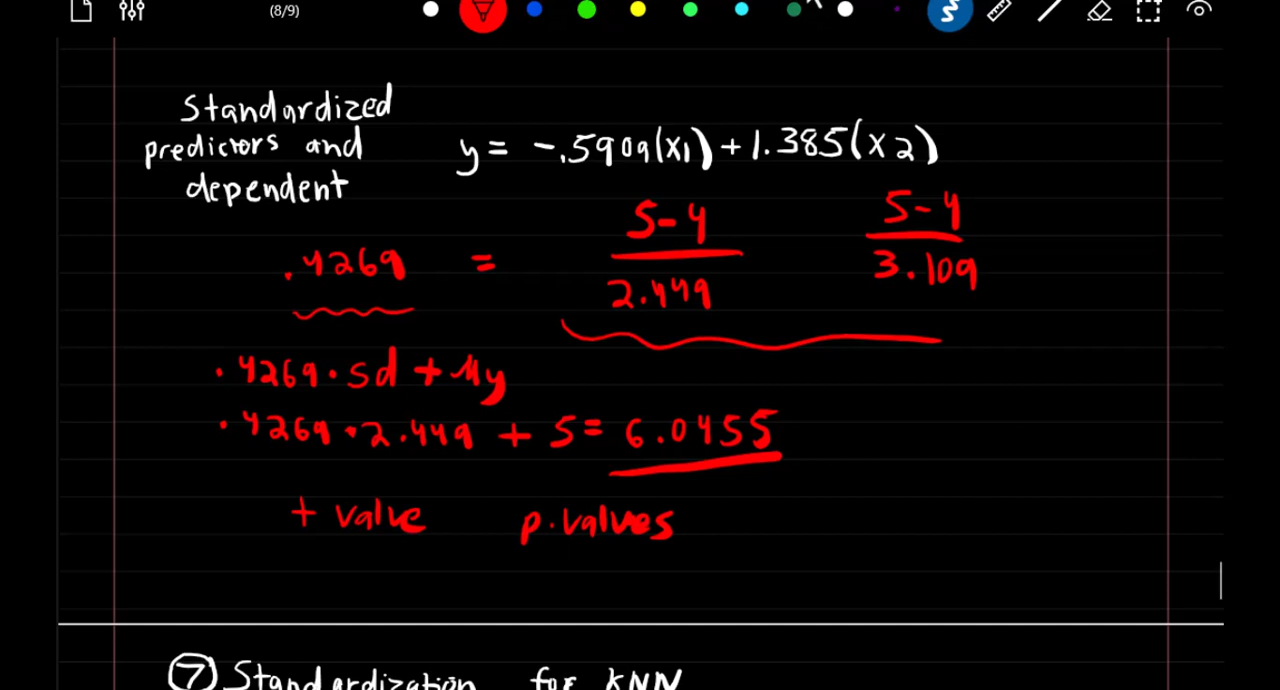 (8/9)
Standardized
predictors and
dependent
y = -.5909(x1) + 1.385(x2)
.4269 = 5-4/2.449 5-4/3.109
.4269 · sd + My
.4269 · 2.449 + 5 = 6.0455
t value p.values
7 Standardization for KNN